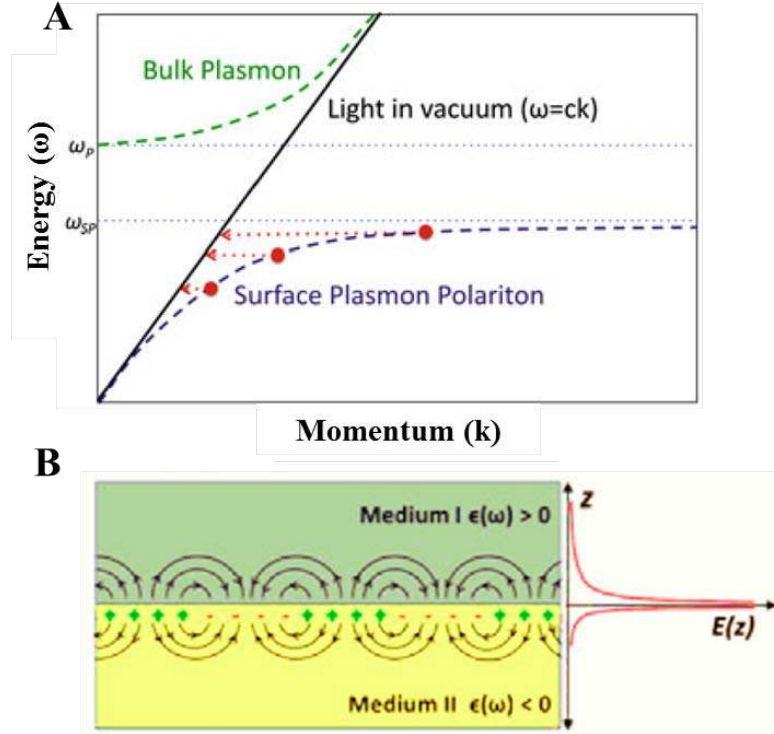 A
Bulk Plasmon
Light in vacuum (ω=ck)
Energy (ω)
ωP
ωSP
Surface Plasmon Polariton
Momentum (k)
B
Medium I ϵ(ω) > 0
Z
E(z)
Medium II ϵ(ω) < 0